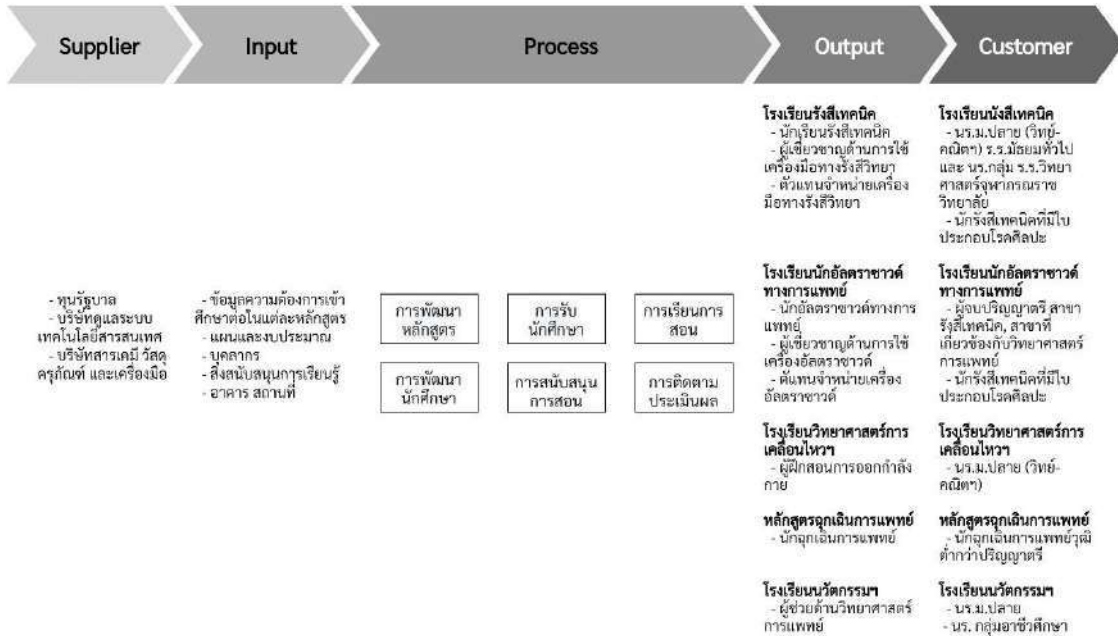 Supplier
Input
Process
Output
Customer
- ทุนรัฐบาล
- บริษัทดูแลระบบ
เทคโนโลยีสารสนเทศ
- บริษัทสารเคมี วัสดุ
ครุภัณฑ์ และเครื่องมือ
- ข้อมูลความต้องการเข้า
ศึกษาต่อในแต่ละหลักสูตร
- แผนและงบประมาณ
- บุคลากร
- สิ่งสนับสนุนการเรียนรู้
- อาคาร สถานที่
การพัฒนา
หลักสูตร
การรับ
นักศึกษา
การเรียนการ
สอน
การพัฒนา
นักศึกษา
การสนับสนุน
การสอน
การติดตาม
ประเมินผล
โรงเรียนรังสีเทคนิค
- นักเรียนรังสีเทคนิค
- ผู้เชี่ยวชาญด้านการใช้
เครื่องมือทางรังสีวิทยา
- ตัวแทนจำหน่ายเครื่อง
มือทางรังสีวิทยา
โรงเรียนนักอัลตราซาวด์
ทางการแพทย์
- นักอัลตราซาวด์ทางการ
แพทย์
- ผู้เชี่ยวชาญด้านการใช้
เครื่องอัลตราซาวด์
- ตัแทนจำหน่ายเครื่อง
อัลตราซาวด์
โรงเรียนวิทยาศาสตร์การ
เคลื่อนไหวฯ
- ผู้ฝึกสอนการออกกำลัง
กาย
หลักสูตรฉุกเฉินการแพทย์
- นักฉุกเฉินการแพทย์
โรงเรียนนวัตกรรมฯ
- ผู้ช่วยด้านวิทยาศาสตร์
การแพทย์
โรงเรียนนังสีเทคนิค
- นร.ม.ปลาย (วิทย์-
คณิตฯ) ร.ร.มัธยมทั่วไป
และ นร.กลุ่ม ร.ร.วิทยา
ศาสตร์จุฬาภรณราช
วิทยาลัย
- นักรังสีเทคนิคที่มีใบ
ประกอบโรคศิลปะ
โรงเรียนนักอัลตราซาวด์
ทางการแพทย์
- ผู้จบปริญญาตรี สาขา
รังสีเทคนิค, สาขาที่
เกี่ยวข้องกับวิทยาศาสตร์
การแพทย์
- นักรังสีเทคนิคที่มีใบ
ประกอบโรคศิลปะ
โรงเรียนวิทยาศาสตร์การ
เคลื่อนไหวฯ
- นร.ม.ปลาย (วิทย์-
คณิตฯ)
หลักสูตรฉุกเฉินการแพทย์
- นักฉุกเฉินการแพทย์วุฒิ
ต่ำกว่าปริญญาตรี
โรงเรียนนวัตกรรมฯ
- นร.ม.ปลาย
- นร. กลุ่มอาชีวศึกษา